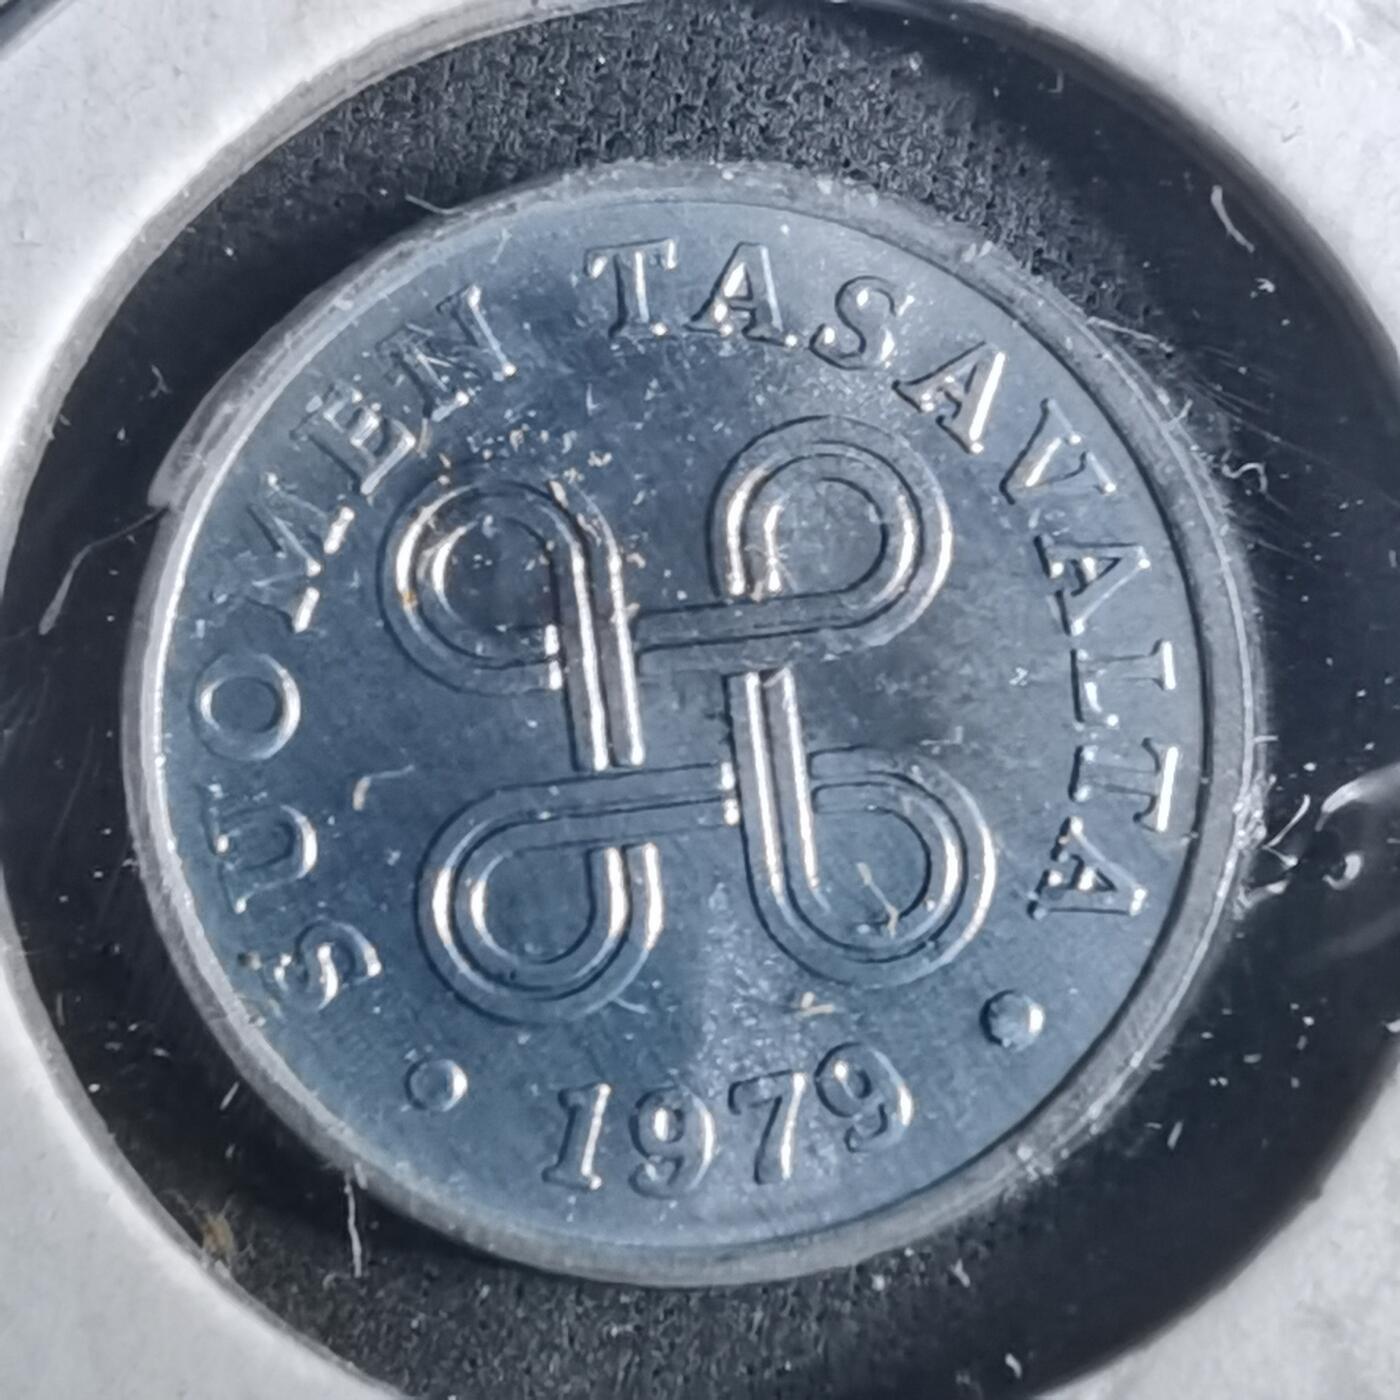 SUOMEN TASAVALTA
• 1979 •